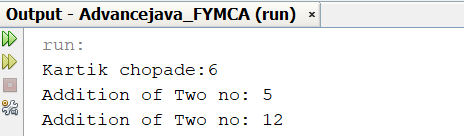 Output - Advancejava_FYMCA (run) ×
run:
Kartik chopade:6
Addition of Two no: 5
Addition of Two no: 12